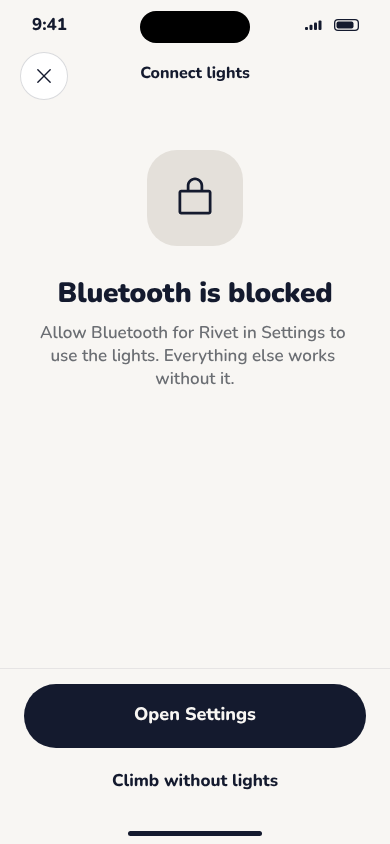 9:41
Connect lights
Bluetooth is blocked
Allow Bluetooth for Rivet in Settings to
use the lights. Everything else works
without it.
Open Settings
Climb without lights